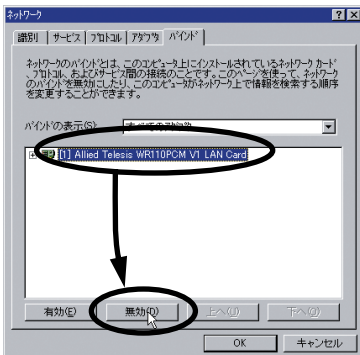 ネットワーク
識別 サービス プロトコル アダプタ バインド
ネットワークのバインドとは、このコンピュータ上にインストールされているネットワーク カード
、プロトコル、およびサービス間の接続のことです。このページを使って、ネットワーク
のバインドを無効にしたり、このコンピュータがネットワーク上で情報を検索する順序
を変更することができます。
バインドの表示(S): すべてのアダプタ
[1] Allied Telesis WR110PCM V1 LAN Card
有効(E) 無効(D) 上へ(U) 下へ(O)
OK キャンセル